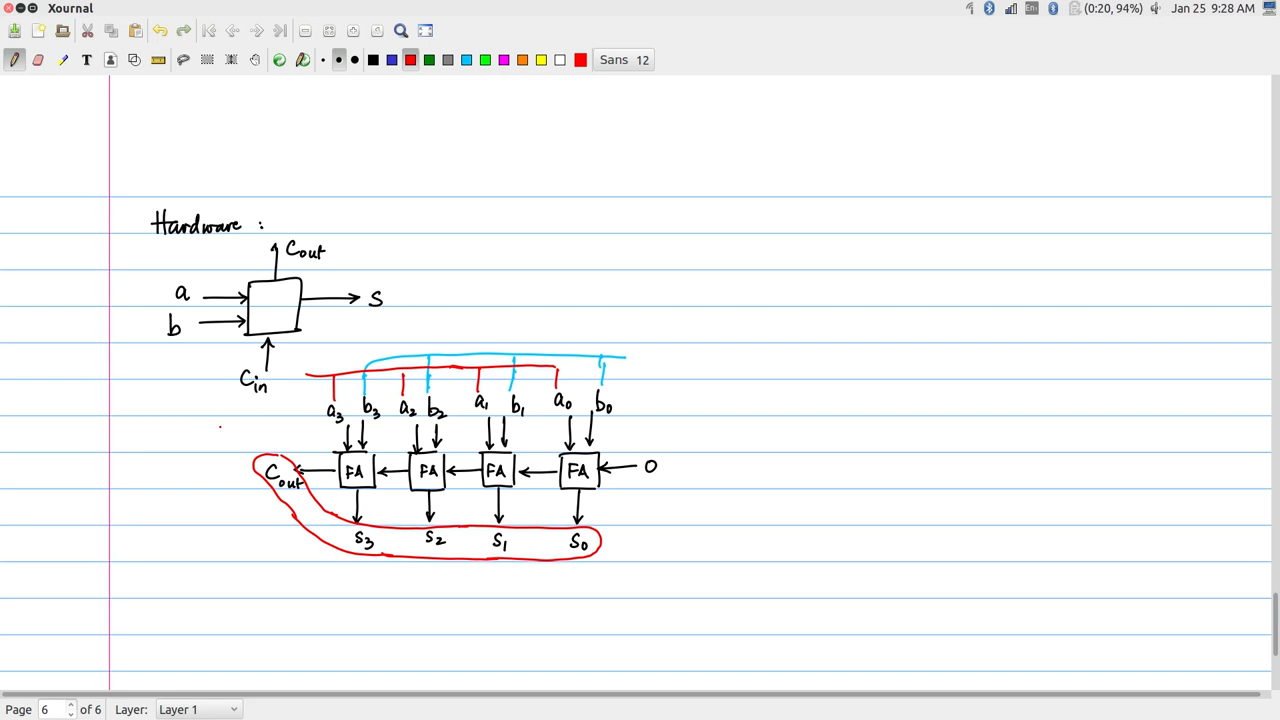 Xournal
(0:20, 94%)
Jan 25 9:28 AM
Sans 12
Hardware :
Cout
a
S
b
Cin
a3 b3 a2 b2 a1 b1 a0 b0
Cout FA FA FA FA 0
S3 S2 S1 S0
Page 6 of 6 Layer: Layer 1